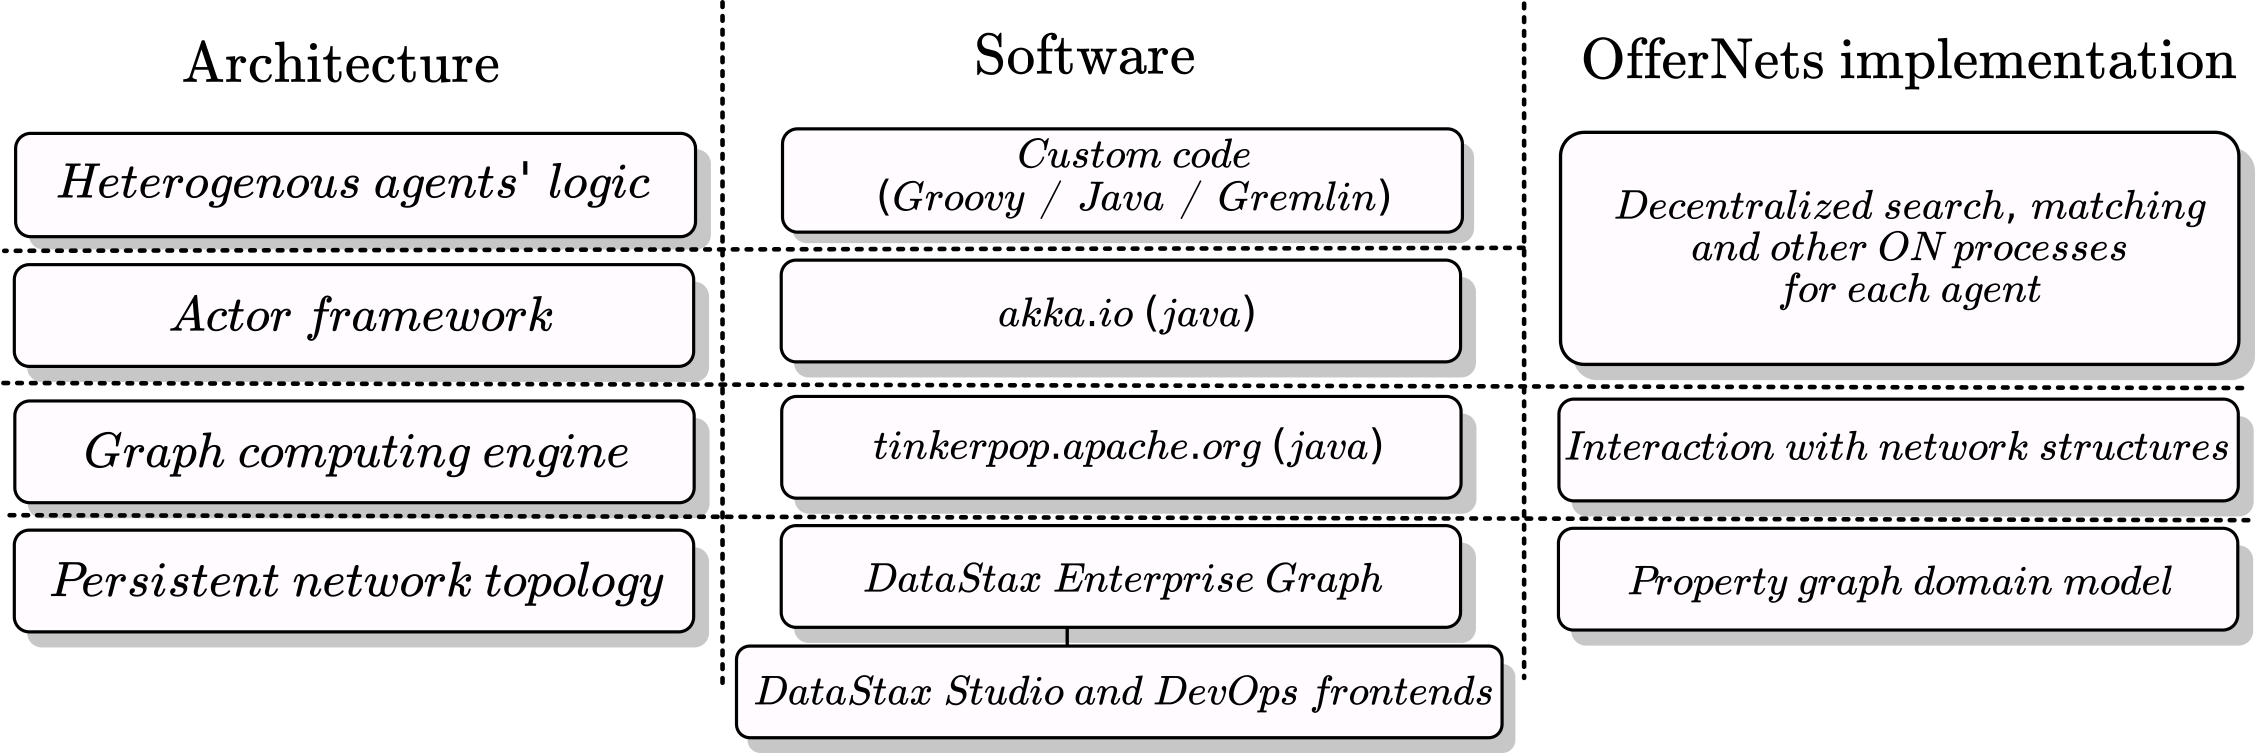 Architecture
Software
OfferNets implementation
Heterogenous agents' logic
Custom code
(Groovy / Java / Gremlin)
Decentralized search, matching
and other ON processes
for each agent
Actor framework
akka.io (java)
Graph computing engine
tinkerpop.apache.org (java)
Interaction with network structures
Persistent network topology
DataStax Enterprise Graph
Property graph domain model
DataStax Studio and DevOps frontends